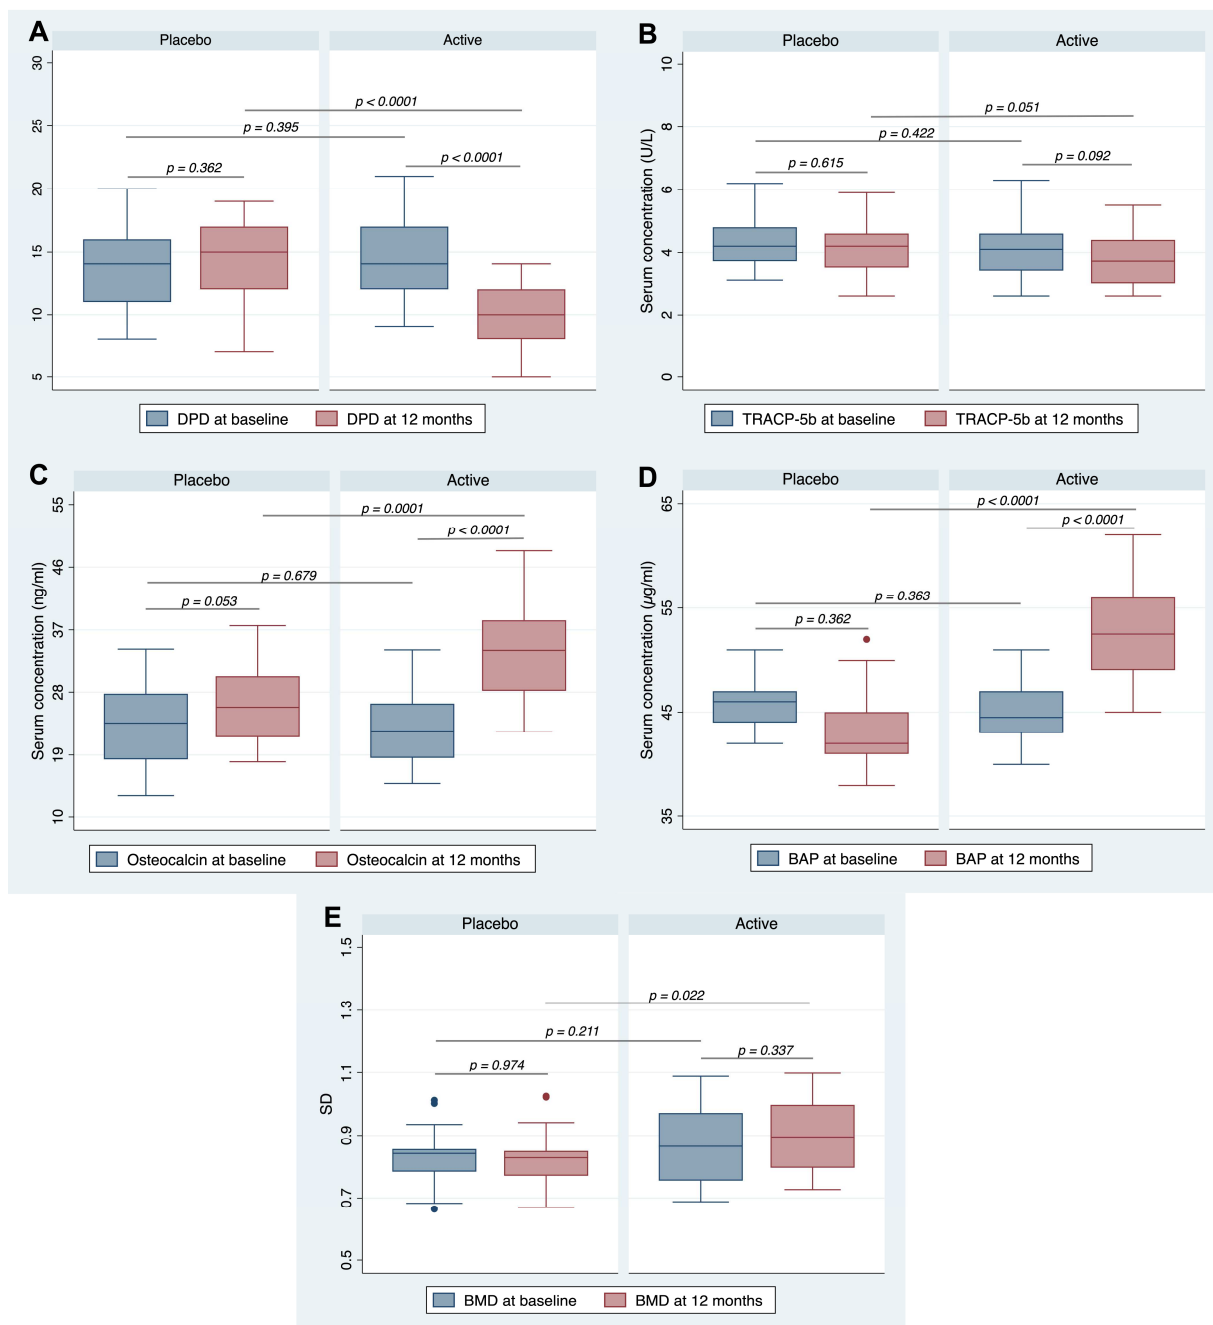 A
Placebo Active
30
25
20
15
10
5
p < 0.0001
p = 0.395
p < 0.0001
p = 0.362
DPD at baseline DPD at 12 months
B
Placebo Active
Serum concentration (U/L)
10
8
6
4
2
0
p = 0.051
p = 0.422
p = 0.092
p = 0.615
TRACP-5b at baseline TRACP-5b at 12 months
C
Placebo Active
Serum concentration (ng/ml)
55
46
37
28
19
10
p = 0.0001
p < 0.0001
p = 0.679
p = 0.053
Osteocalcin at baseline Osteocalcin at 12 months
D
Placebo Active
Serum concentration (µg/ml)
65
55
45
35
p < 0.0001
p < 0.0001
p = 0.363
p = 0.362
BAP at baseline BAP at 12 months
E
Placebo Active
SD
1.5
1.3
1.1
0.9
0.7
0.5
p = 0.022
p = 0.211
p = 0.337
p = 0.974
BMD at baseline BMD at 12 months